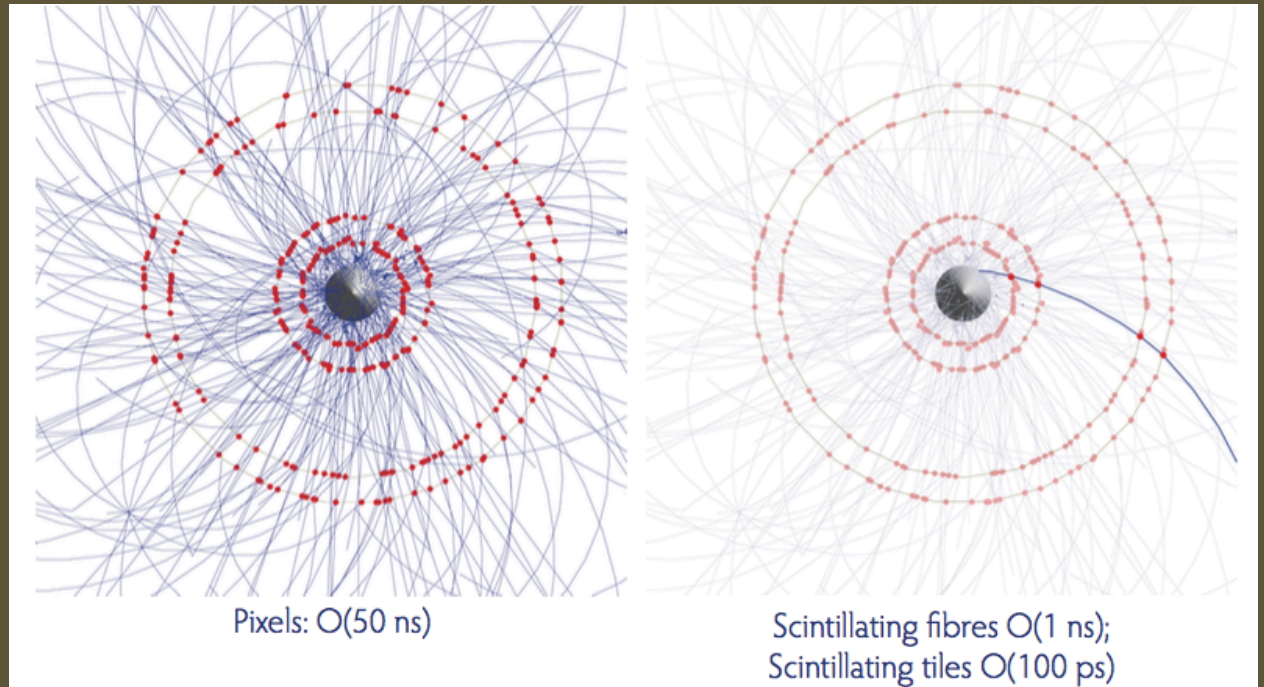 Pixels: O(50 ns)
Scintillating fibres O(1 ns);
Scintillating tiles O(100 ps)